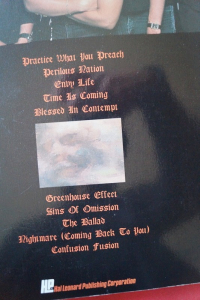 Practice What You Preach
Perilous Nation
Envy Life
Time Is Coming
Blessed In Contempt
Greenhouse Effect
Sins Of Omission
The Ballad
Nightmare (Coming Back To You)
Confusion Fusion
Hal Leonard Publishing Corporation